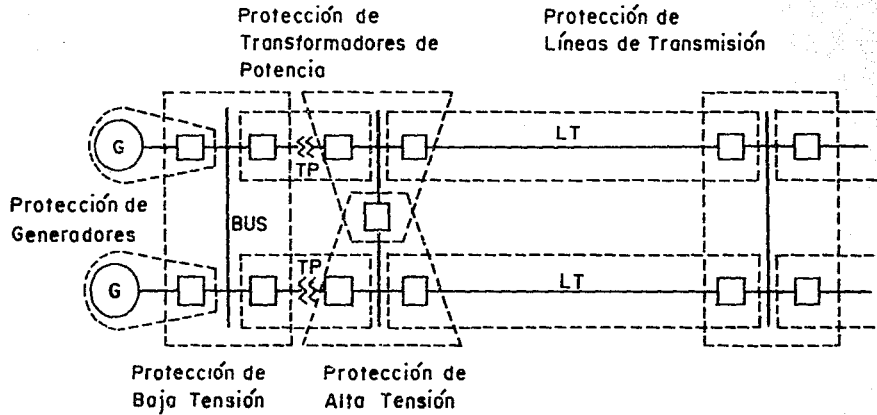 Protección de
Transformadores de
Potencia
Protección de
Líneas de Transmisión
G
TP
LT
Protección de
Generadores
BUS
G
TP
LT
Protección de
Baja Tensión
Protección de
Alta Tensión